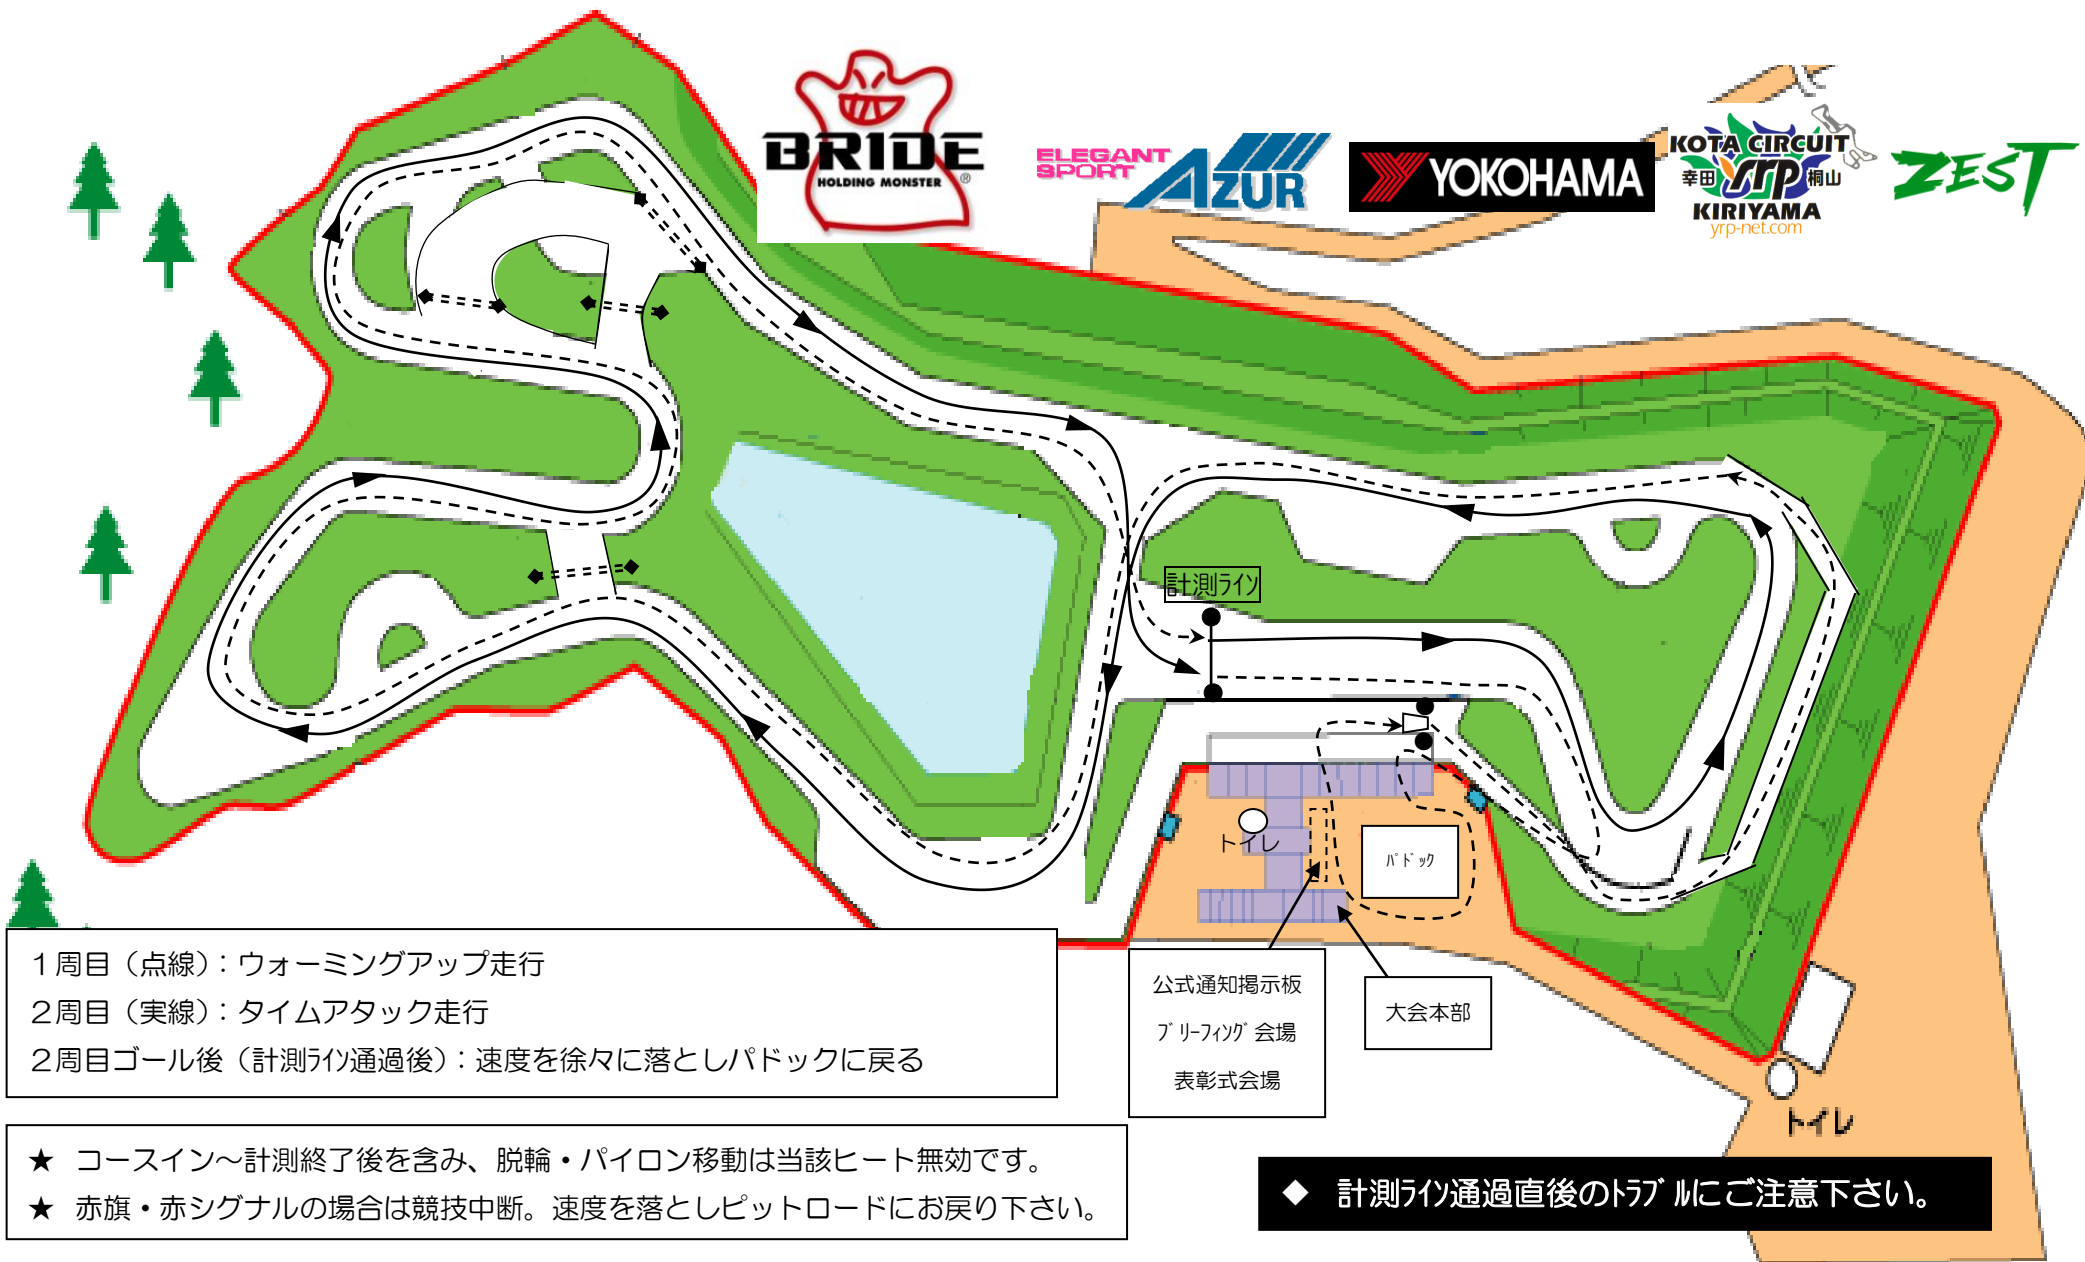 BRIDE
HOLDING MONSTER
®
ELEGANT
SPORT
AZUR
YOKOHAMA
KOTA CIRCUIT
幸田 yrp 桐山
KIRIYAMA
yrp-net.com
ZEST
計測ﾗｲﾝ
トイレ
ﾊﾟﾄﾞｯｸ
１周目（点線）：ウォーミングアップ走行
２周目（実線）：タイムアタック走行
２周目ゴール後（計測ﾗｲﾝ通過後）：速度を徐々に落としパドックに戻る
公式通知掲示板
ﾌﾞﾘｰﾌｨﾝｸﾞ会場
表彰式会場
大会本部
トイレ
★ コースイン～計測終了後を含み、脱輪・パイロン移動は当該ヒート無効です。
★ 赤旗・赤シグナルの場合は競技中断。速度を落としピットロードにお戻り下さい。
◆ 計測ﾗｲﾝ通過直後のﾄﾗﾌﾞﾙにご注意下さい。